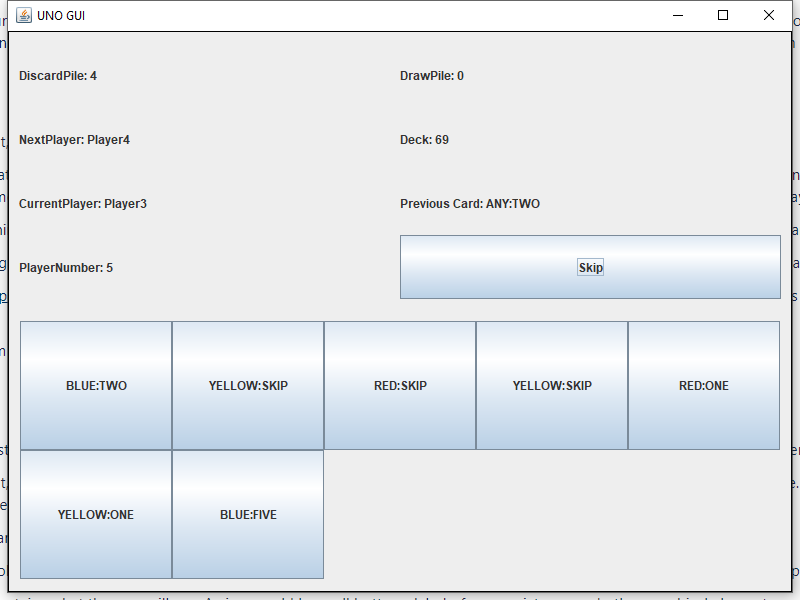 UNO GUI
DiscardPile: 4
DrawPile: 0
NextPlayer: Player4
Deck: 69
CurrentPlayer: Player3
Previous Card: ANY:TWO
PlayerNumber: 5
Skip
BLUE:TWO
YELLOW:SKIP
RED:SKIP
YELLOW:SKIP
RED:ONE
YELLOW:ONE
BLUE:FIVE